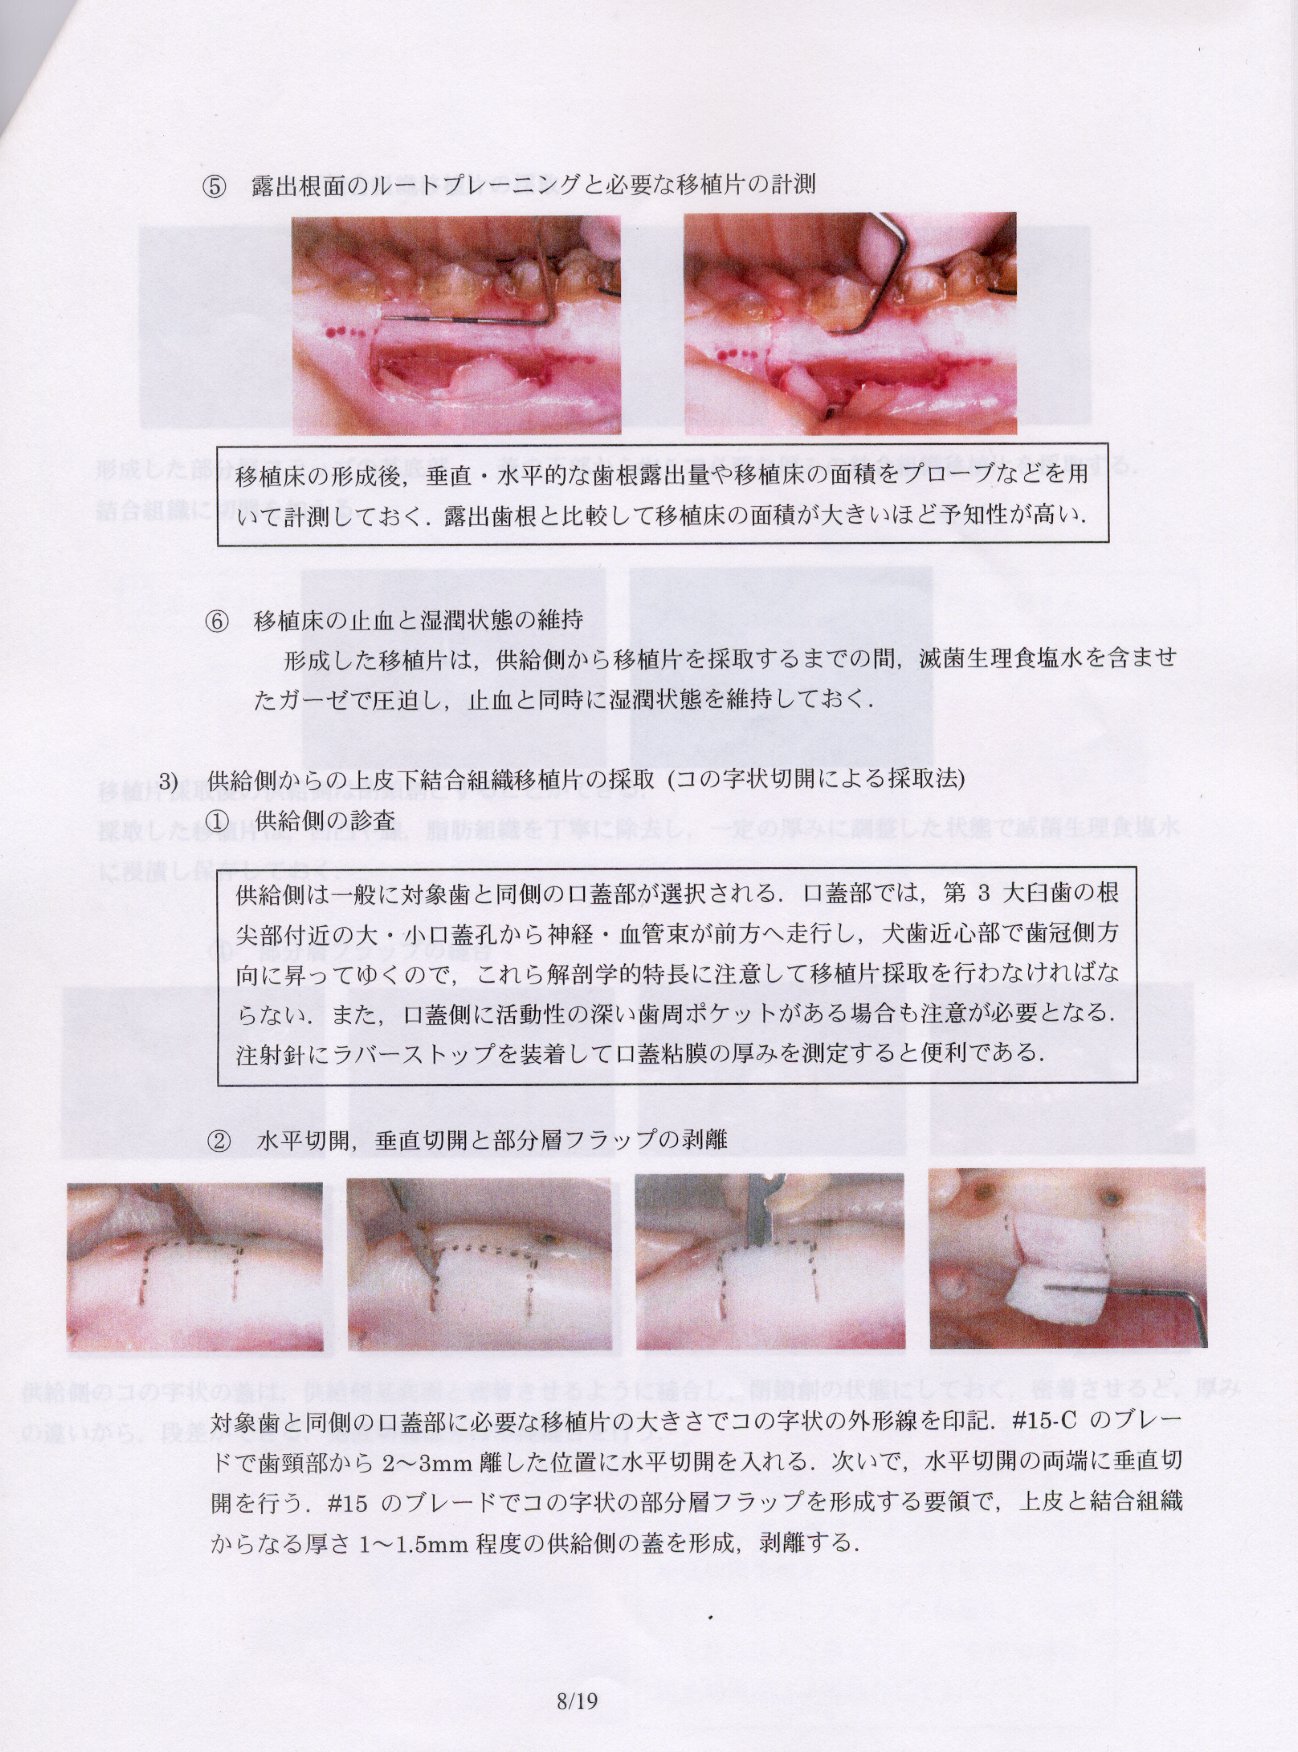 ⑤ 露出根面のルートプレーニングと必要な移植片の計測
移植床の形成後，垂直・水平的な歯根露出量や移植床の面積をプローブなどを用
いて計測しておく．露出歯根と比較して移植床の面積が大きいほど予知性が高い．
⑥ 移植床の止血と湿潤状態の維持
形成した移植片は，供給側から移植片を採取するまでの間，滅菌生理食塩水を含ませ
たガーゼで圧迫し，止血と同時に湿潤状態を維持しておく．
3) 供給側からの上皮下結合組織移植片の採取 (コの字状切開による採取法)
① 供給側の診査
供給側は一般に対象歯と同側の口蓋部が選択される．口蓋部では，第 3 大臼歯の根
尖部付近の大・小口蓋孔から神経・血管束が前方へ走行し，犬歯近心部で歯冠側方
向に昇ってゆくので，これら解剖学的特長に注意して移植片採取を行わなければな
らない．また，口蓋側に活動性の深い歯周ポケットがある場合も注意が必要となる．
注射針にラバーストップを装着して口蓋粘膜の厚みを測定すると便利である．
② 水平切開，垂直切開と部分層フラップの剥離
対象歯と同側の口蓋部に必要な移植片の大きさでコの字状の外形線を印記．#15-C のブレー
ドで歯頸部から 2～3mm 離した位置に水平切開を入れる．次いで，水平切開の両端に垂直切
開を行う．#15 のブレードでコの字状の部分層フラップを形成する要領で，上皮と結合組織
からなる厚さ 1～1.5mm 程度の供給側の蓋を形成，剥離する．
8/19